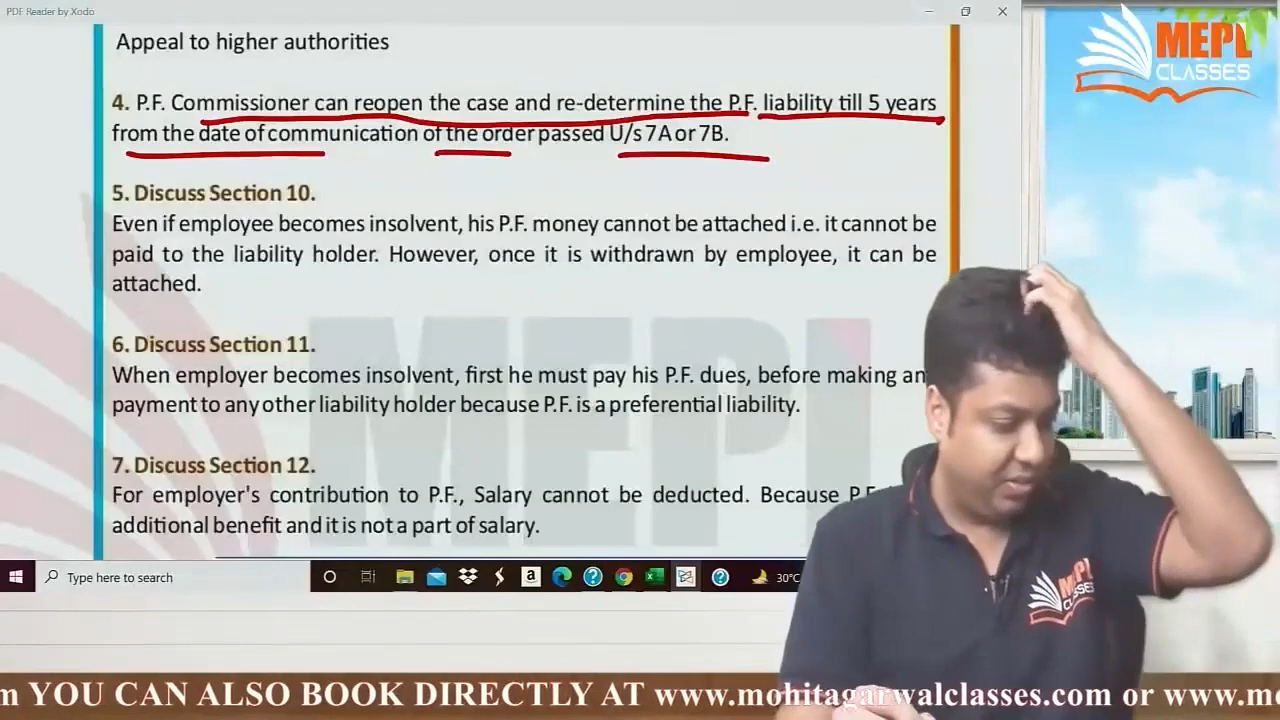 PDF Reader by Xodo
Appeal to higher authorities
MEPL
CLASSES
4. P.F. Commissioner can reopen the case and re-determine the P.F. liability till 5 years
from the date of communication of the order passed U/s 7A or 7B.
5. Discuss Section 10.
Even if employee becomes insolvent, his P.F. money cannot be attached i.e. it cannot be
paid to the liability holder. However, once it is withdrawn by employee, it can be
attached.
6. Discuss Section 11.
When employer becomes insolvent, first he must pay his P.F. dues, before making an
payment to any other liability holder because P.F. is a preferential liability.
7. Discuss Section 12.
For employer's contribution to P.F., Salary cannot be deducted. Because P.F.
additional benefit and it is not a part of salary.
MEPL
Type here to search
30°C
MEPL
CLASSES
m YOU CAN ALSO BOOK DIRECTLY AT www.mohitagarwalclasses.com or www.mo